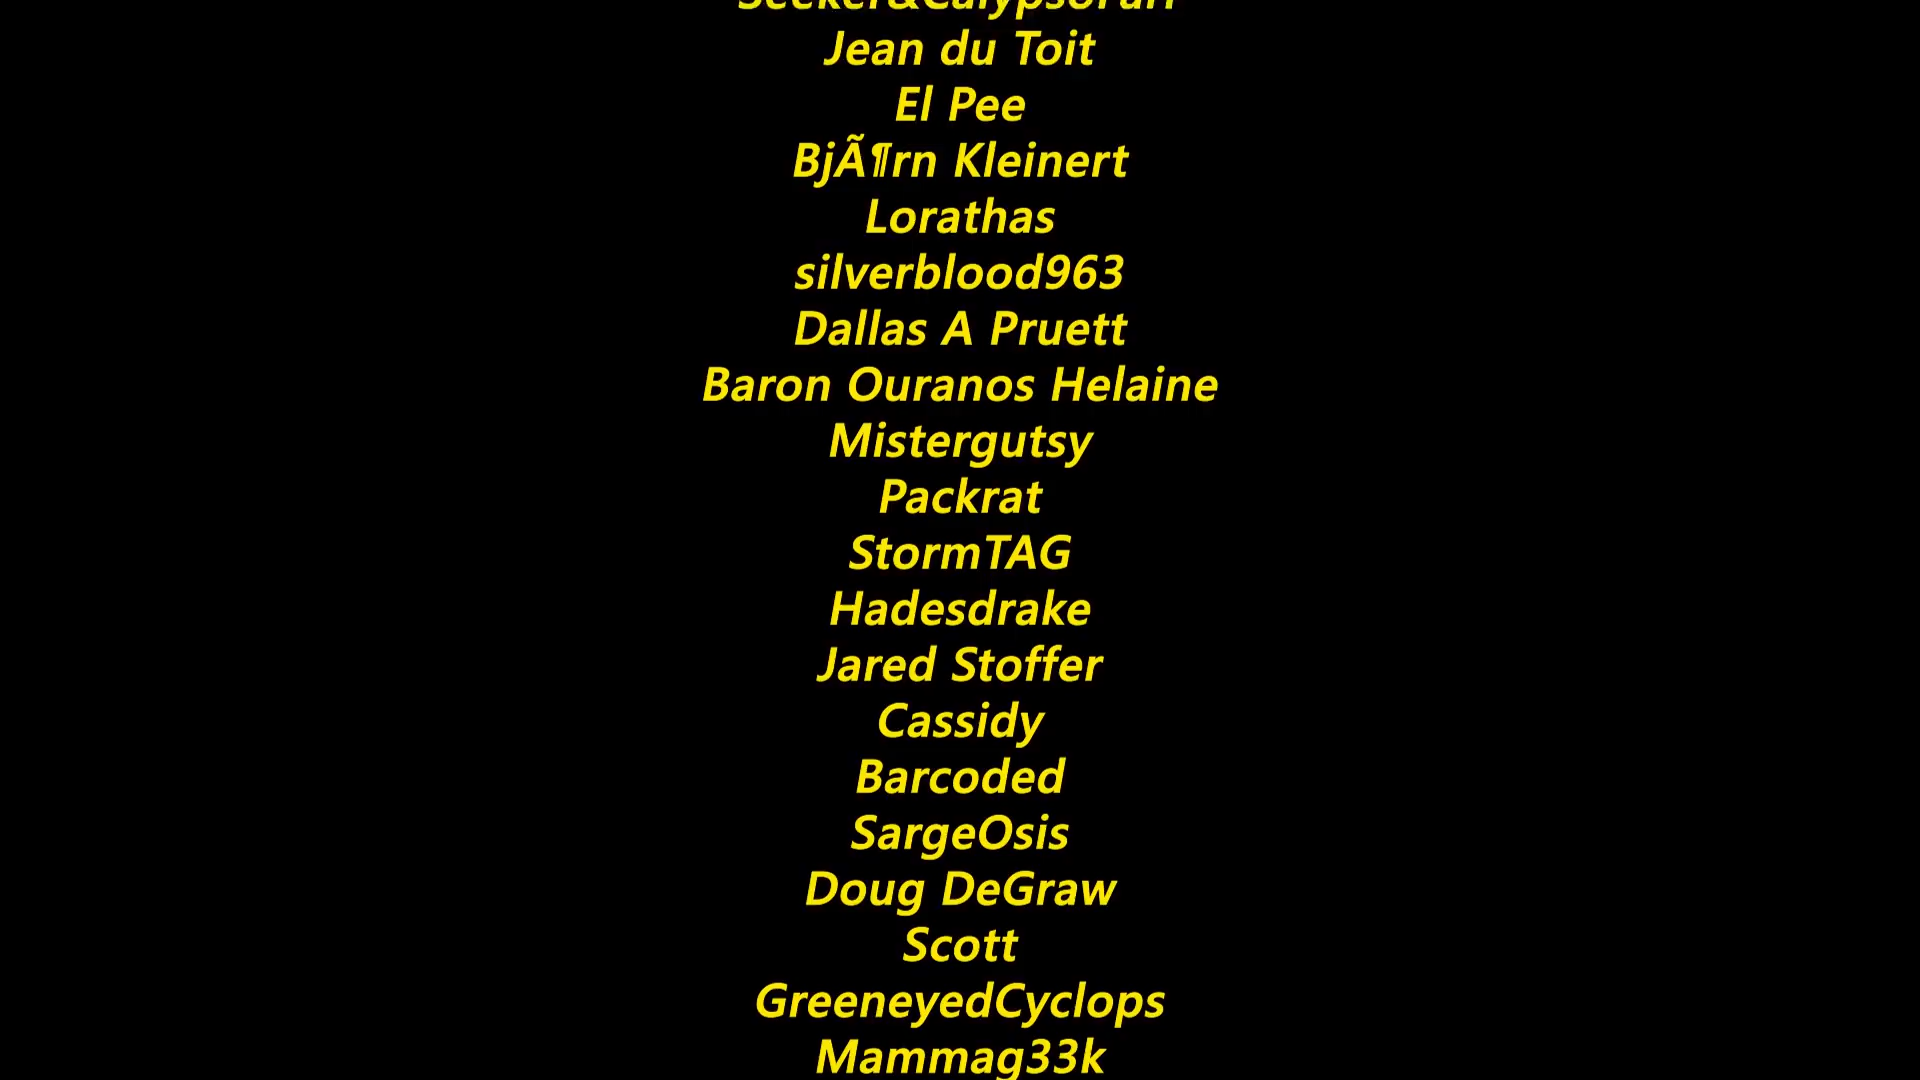 Jean du Toit
El Pee
BjÃ¶rn Kleinert
Lorathas
silverblood963
Dallas A Pruett
Baron Ouranos Helaine
Mistergutsy
Packrat
StormTAG
Hadesdrake
Jared Stoffer
Cassidy
Barcoded
SargeOsis
Doug DeGraw
Scott
GreeneyedCyclops
Mammag33k